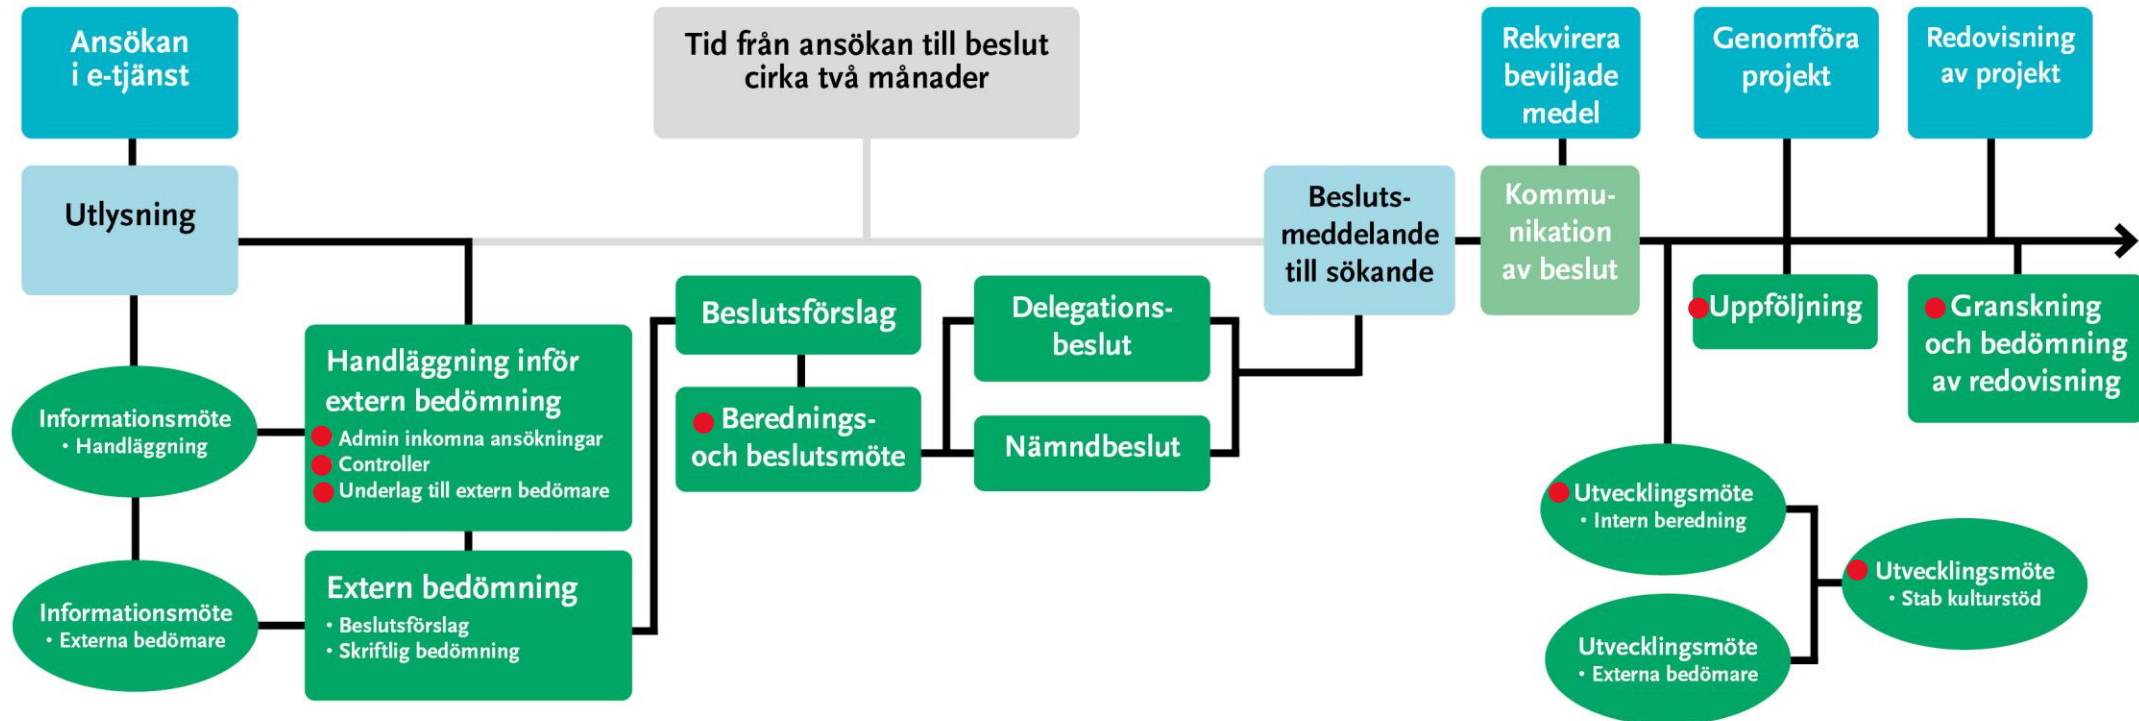 Ansökan
i e-tjänst
Tid från ansökan till beslut
cirka två månader
Rekvirera
beviljade
medel
Genomföra
projekt
Redovisning
av projekt
Utlysning
Besluts-
meddelande
till sökande
Kommu-
nikation
av beslut
Handläggning inför
extern bedömning
Admin inkomna ansökningar
Controller
Underlag till extern bedömare
Beslutsförslag
Berednings-
och beslutsmöte
Delegations-
beslut
Nämndbeslut
Uppföljning
Granskning
och bedömning
av redovisning
Informationsmöte
• Handläggning
Informationsmöte
• Externa bedömare
Extern bedömning
• Beslutsförslag
• Skriftlig bedömning
Utvecklingsmöte
• Intern beredning
Utvecklingsmöte
• Stab kulturstöd
Utvecklingsmöte
• Externa bedömare